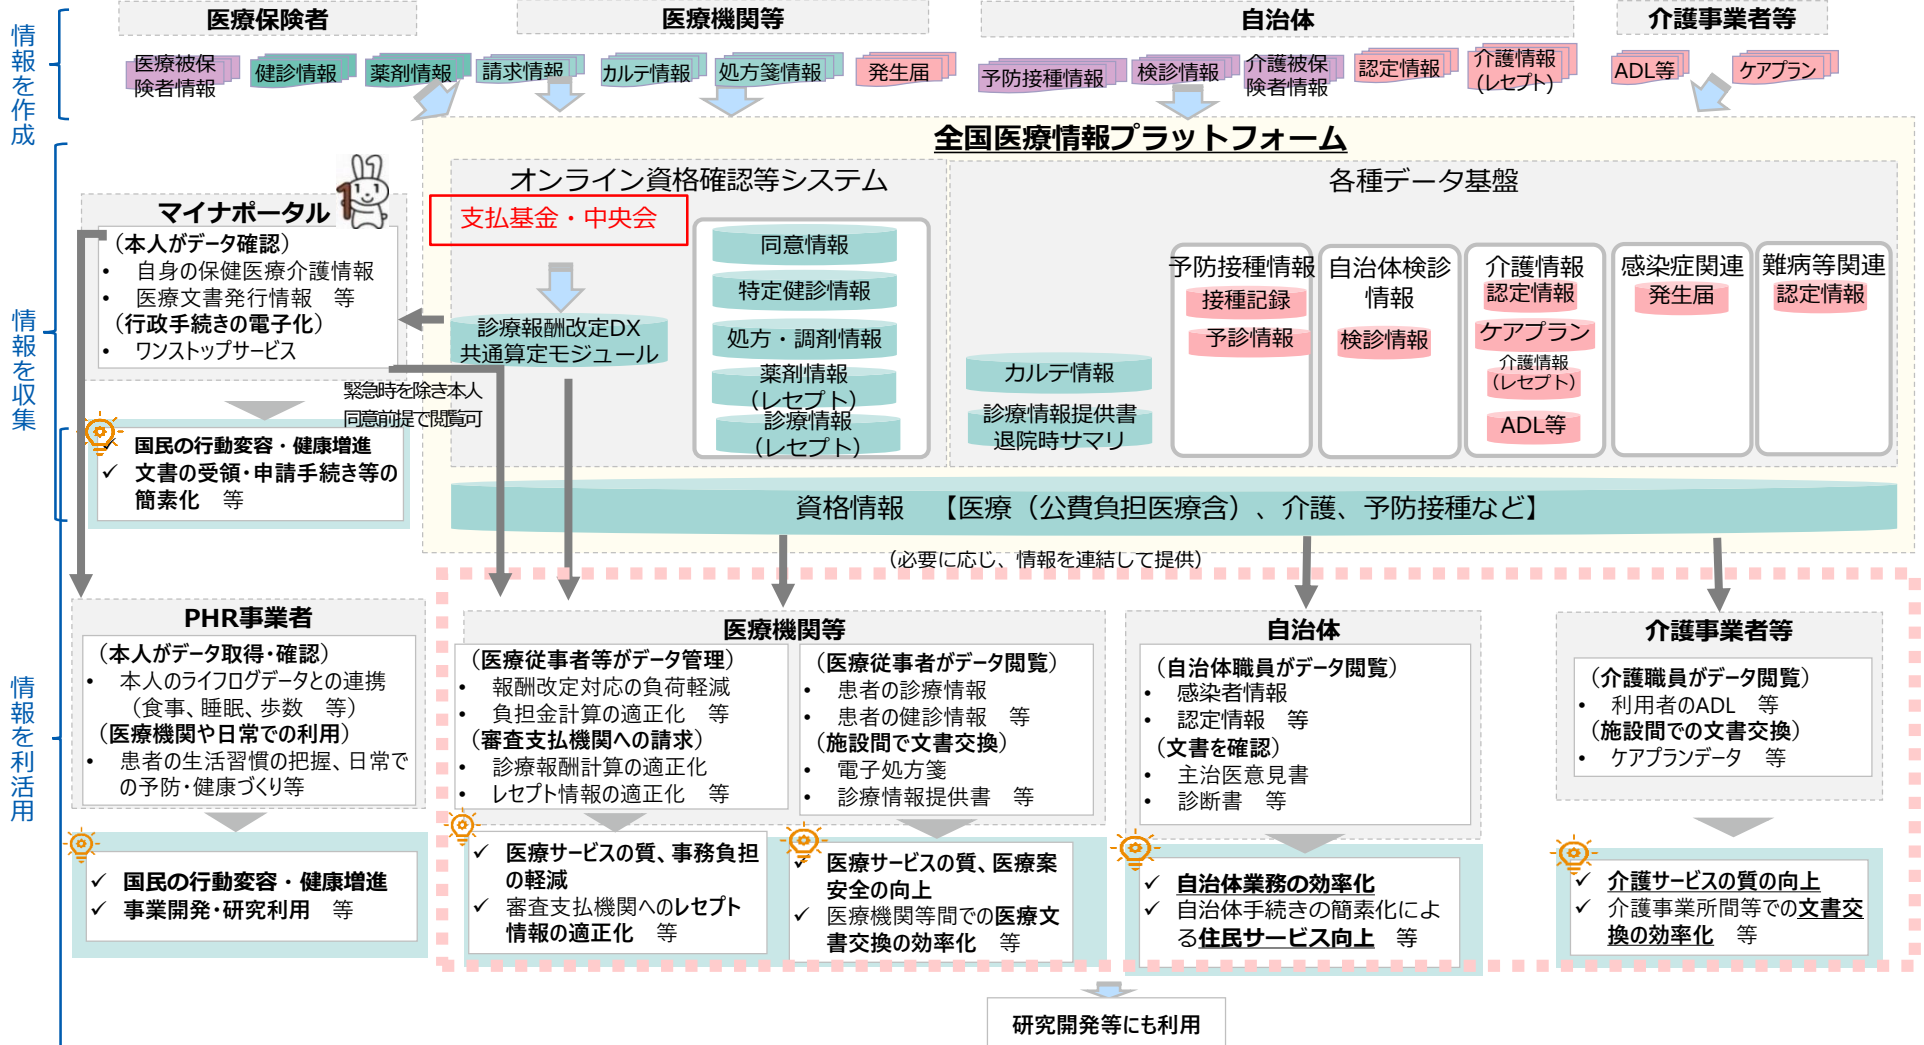 情報を作成
医療保険者
医療機関等
自治体
介護事業者等
医療被保
険者情報
健診情報
薬剤情報
請求情報
カルテ情報
処方箋情報
発生届
予防接種情報
検診情報
介護被保
険者情報
認定情報
介護情報
(レセプト)
ADL等
ケアプラン
情報を収集
全国医療情報プラットフォーム
オンライン資格確認等システム
支払基金・中央会
診療報酬改定DX
共通算定モジュール
同意情報
特定健診情報
処方・調剤情報
薬剤情報
(レセプト)
診療情報
(レセプト)
各種データ基盤
カルテ情報
診療情報提供書
退院時サマリ
予防接種情報
接種記録
予診情報
自治体検診
情報
検診情報
介護情報
認定情報
ケアプラン
介護情報
(レセプト)
ADL等
感染症関連
発生届
難病等関連
認定情報
資格情報 【医療（公費負担医療含）、介護、予防接種など】
マイナポータル
（本人がデータ確認）
• 自身の保健医療介護情報
• 医療文書発行情報 等
（行政手続きの電子化）
• ワンストップサービス
緊急時を除き本人
同意前提で閲覧可
✓ 国民の行動変容・健康増進
✓ 文書の受領・申請手続き等の
簡素化 等
（必要に応じ、情報を連結して提供）
情報を利活用
PHR事業者
（本人がデータ取得・確認）
• 本人のライフログデータとの連携
（食事、睡眠、歩数 等）
（医療機関や日常での利用）
• 患者の生活習慣の把握、日常で
の予防・健康づくり等
✓ 国民の行動変容・健康増進
✓ 事業開発・研究利用 等
医療機関等
（医療従事者等がデータ管理）
• 報酬改定対応の負荷軽減
• 負担金計算の適正化 等
（審査支払機関への請求）
• 診療報酬計算の適正化
• レセプト情報の適正化 等
（医療従事者がデータ閲覧）
• 患者の診療情報
• 患者の健診情報 等
（施設間で文書交換）
• 電子処方箋
• 診療情報提供書 等
✓ 医療サービスの質、事務負担
の軽減
✓ 審査支払機関へのレセプト
情報の適正化 等
✓ 医療サービスの質、医療案
安全の向上
✓ 医療機関等間での医療文
書交換の効率化 等
自治体
（自治体職員がデータ閲覧）
• 感染者情報
• 認定情報 等
（文書を確認）
• 主治医意見書
• 診断書 等
✓ 自治体業務の効率化
✓ 自治体手続きの簡素化によ
る住民サービス向上 等
介護事業者等
（介護職員がデータ閲覧）
• 利用者のADL 等
（施設間での文書交換）
• ケアプランデータ 等
✓ 介護サービスの質の向上
✓ 介護事業所間等での文書交
換の効率化 等
研究開発等にも利用